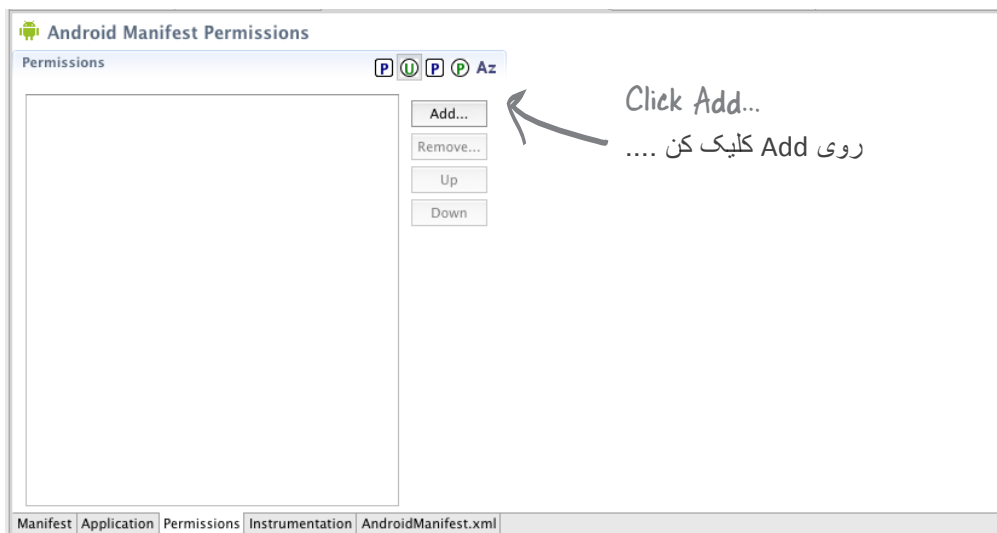 Android Manifest Permissions
Permissions
P U P P Az
Add...
Remove...
Up
Down
Click Add...
روی Add کلیک کن ....
Manifest Application Permissions Instrumentation AndroidManifest.xml